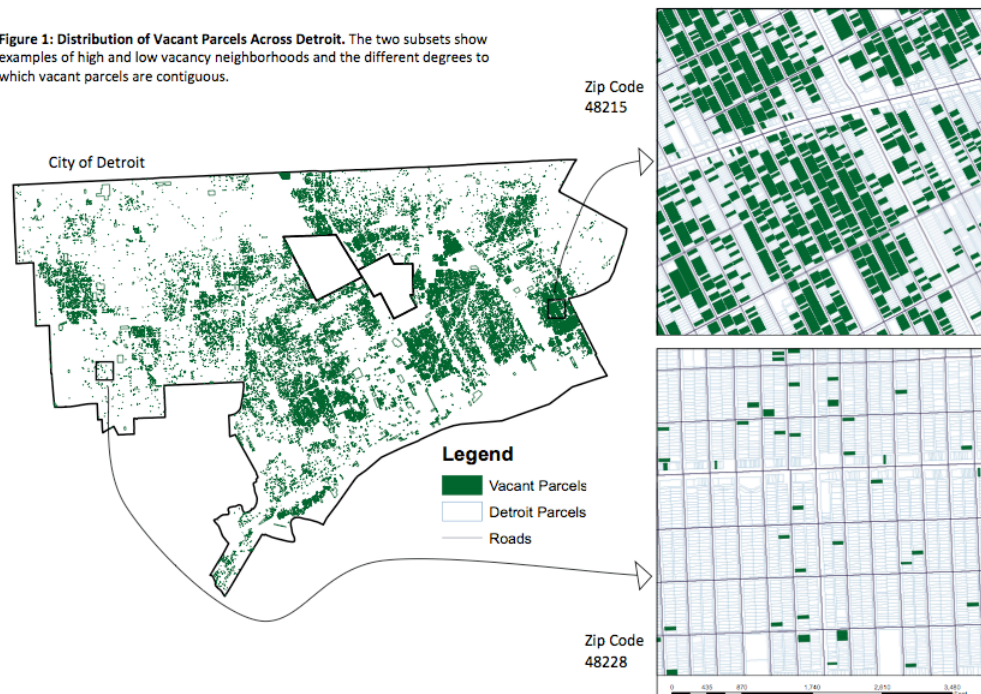 Figure 1: Distribution of Vacant Parcels Across Detroit. The two subsets show
examples of high and low vacancy neighborhoods and the different degrees to
which vacant parcels are contiguous.
Zip Code
48215
City of Detroit
Legend
Vacant Parcels
Detroit Parcels
Roads
Zip Code
48228
0 435 870 1,740 2,610 3,480